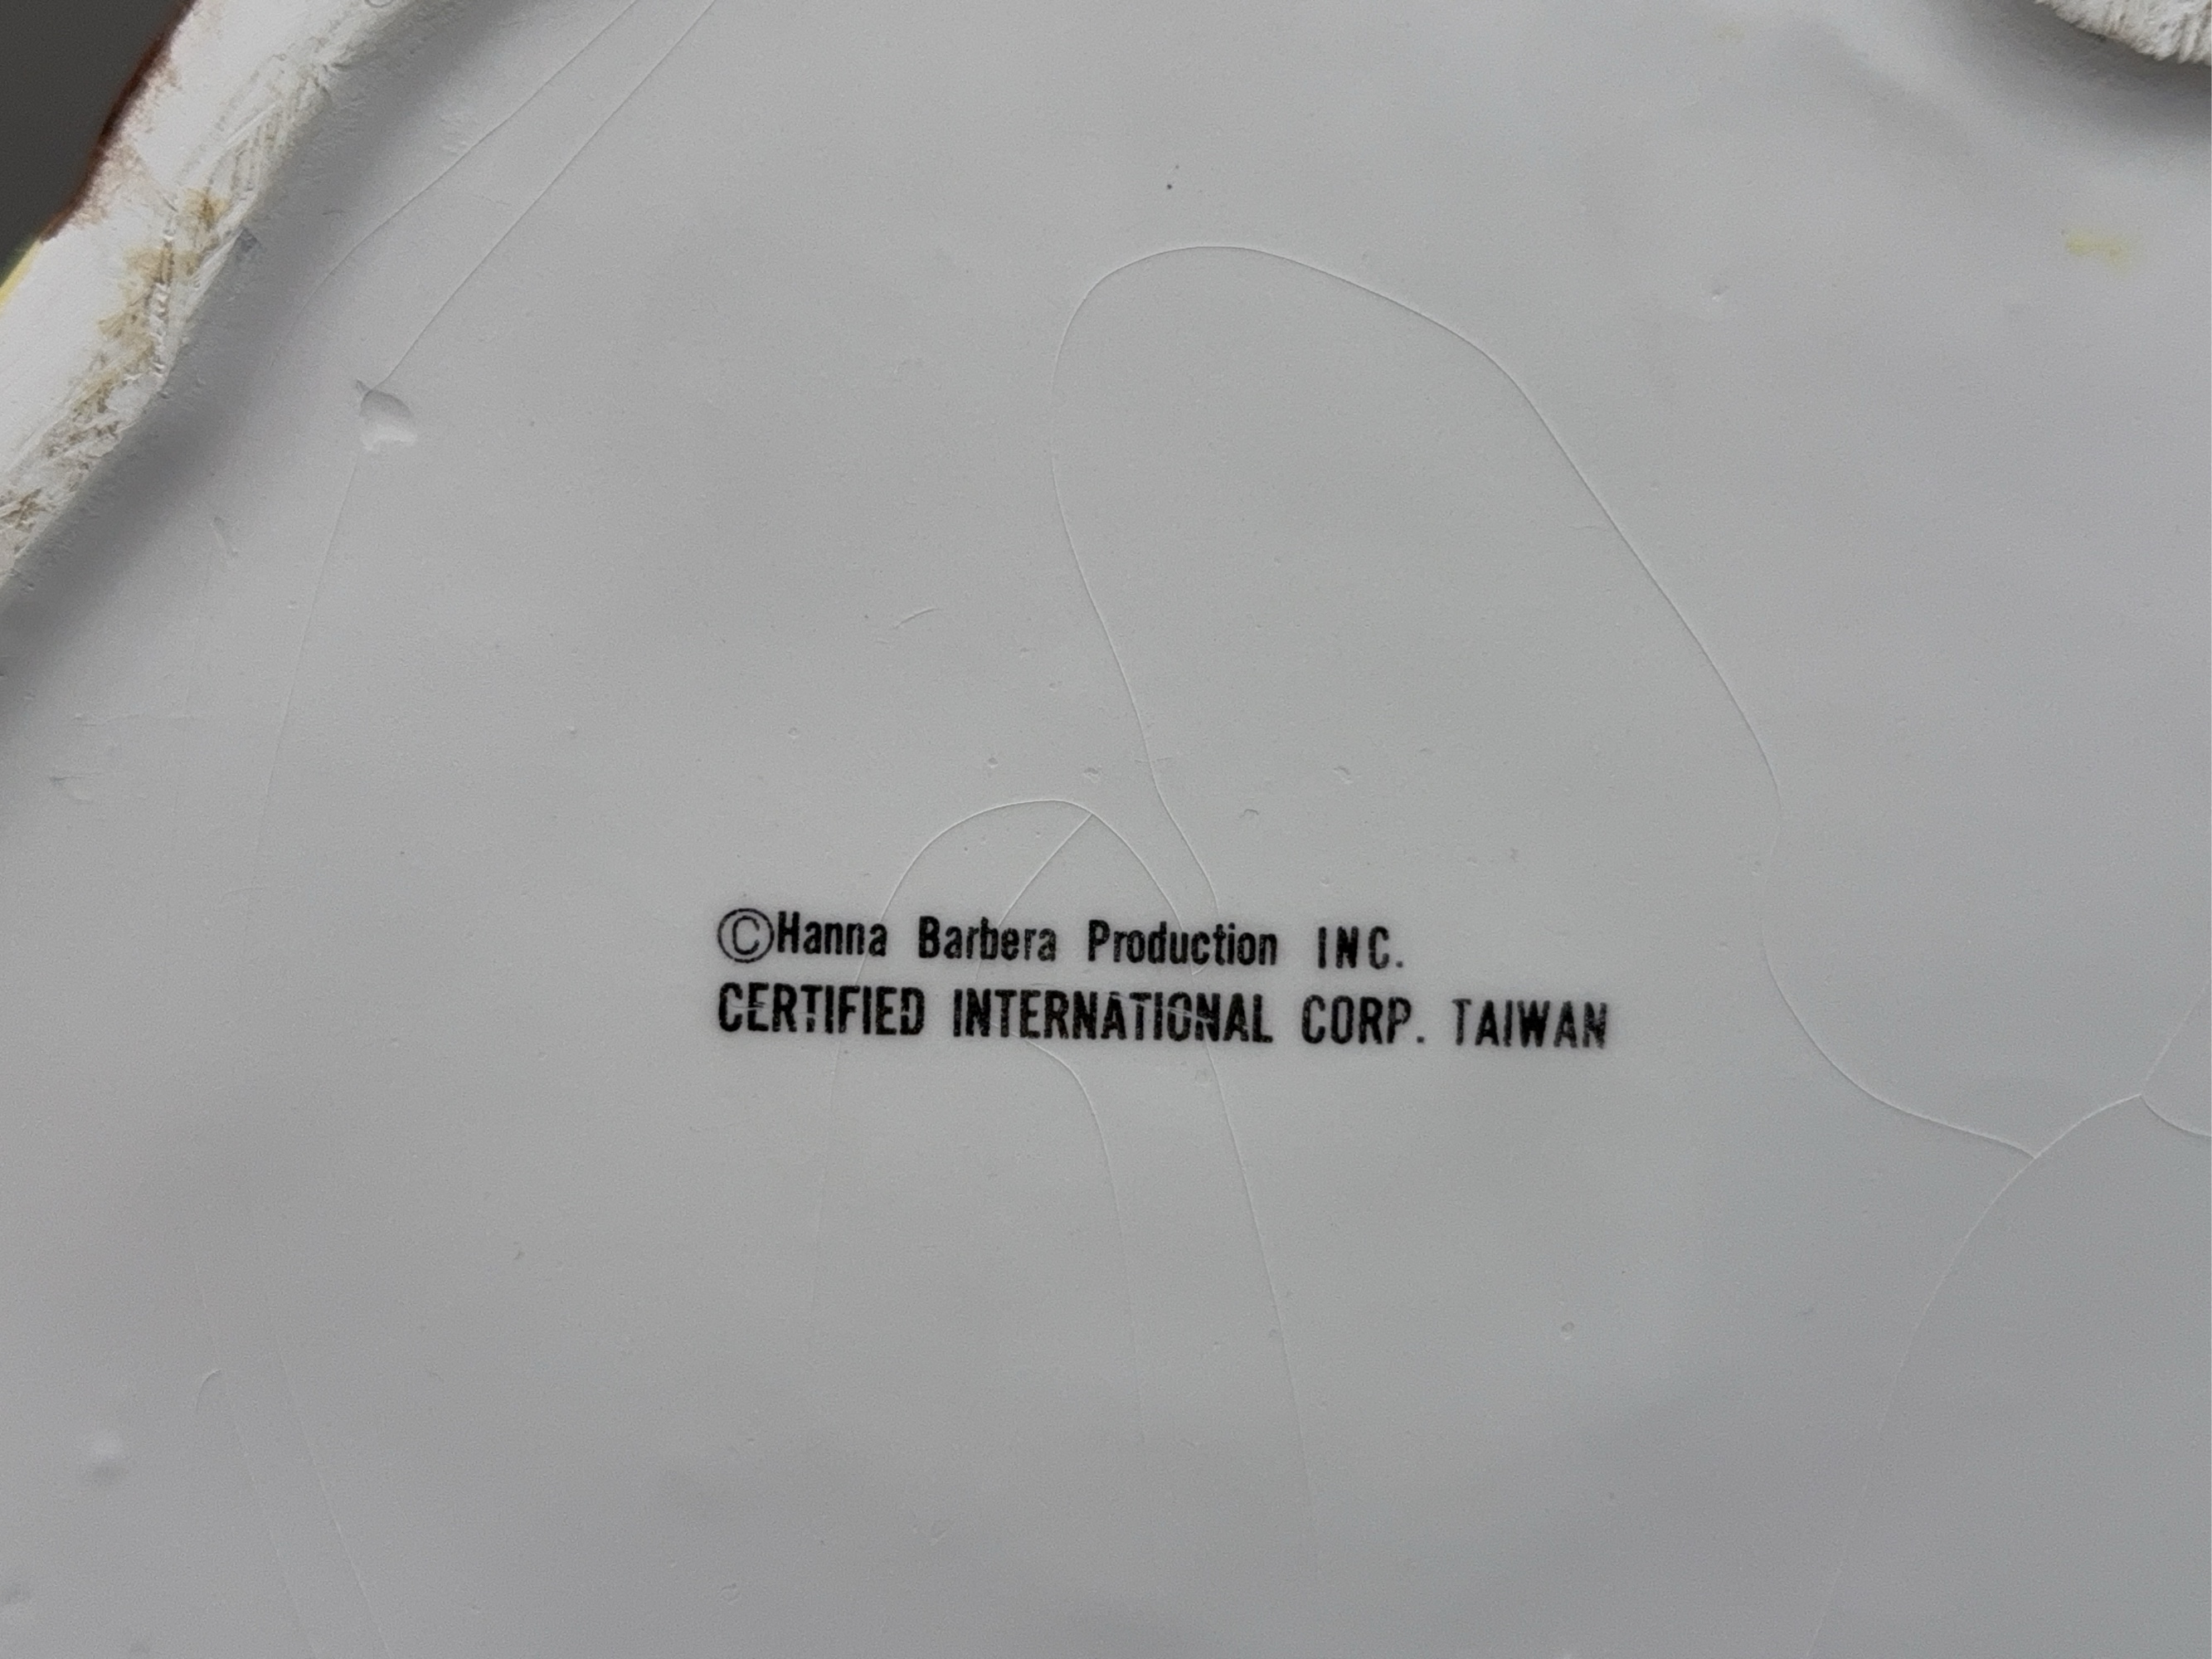 ©Hanna Barbera Production INC.
CERTIFIED INTERNATIONAL CORP. TAIWAN